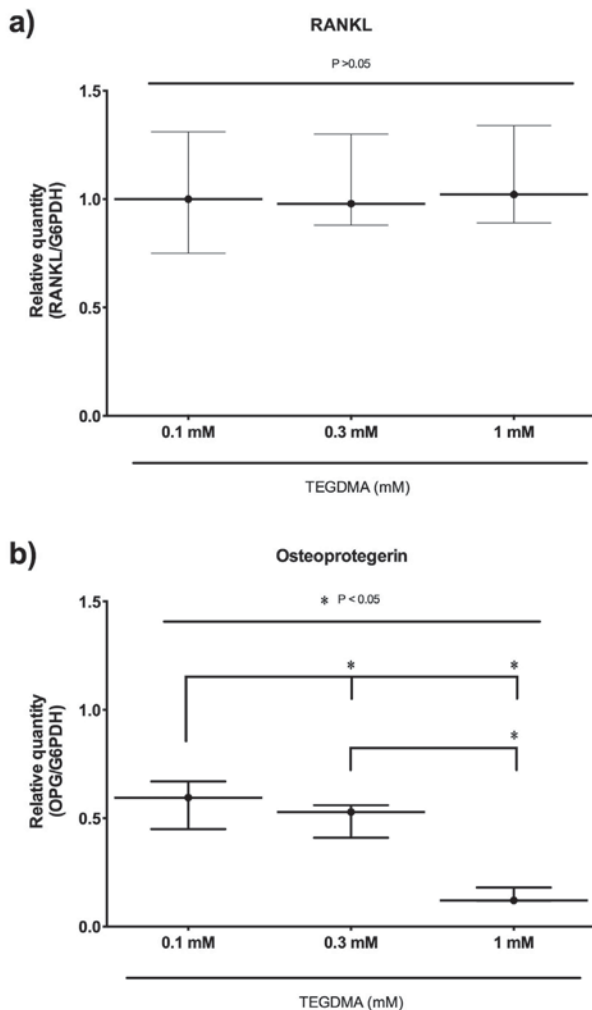 a)
RANKL
P >0.05
Relative quantity
(RANKL/G6PDH)
1.5
1.0
0.5
0.0
0.1 mM 0.3 mM 1 mM
TEGDMA (mM)
b)
Osteoprotegerin
* P < 0.05
Relative quantity
(OPG/G6PDH)
1.5
* *
*
1.0
0.5
0.0
0.1 mM 0.3 mM 1 mM
TEGDMA (mM)